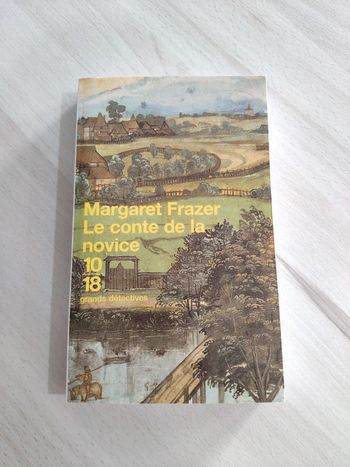 Margaret Frazer
Le conte de la
novice
10
18
grands détectives